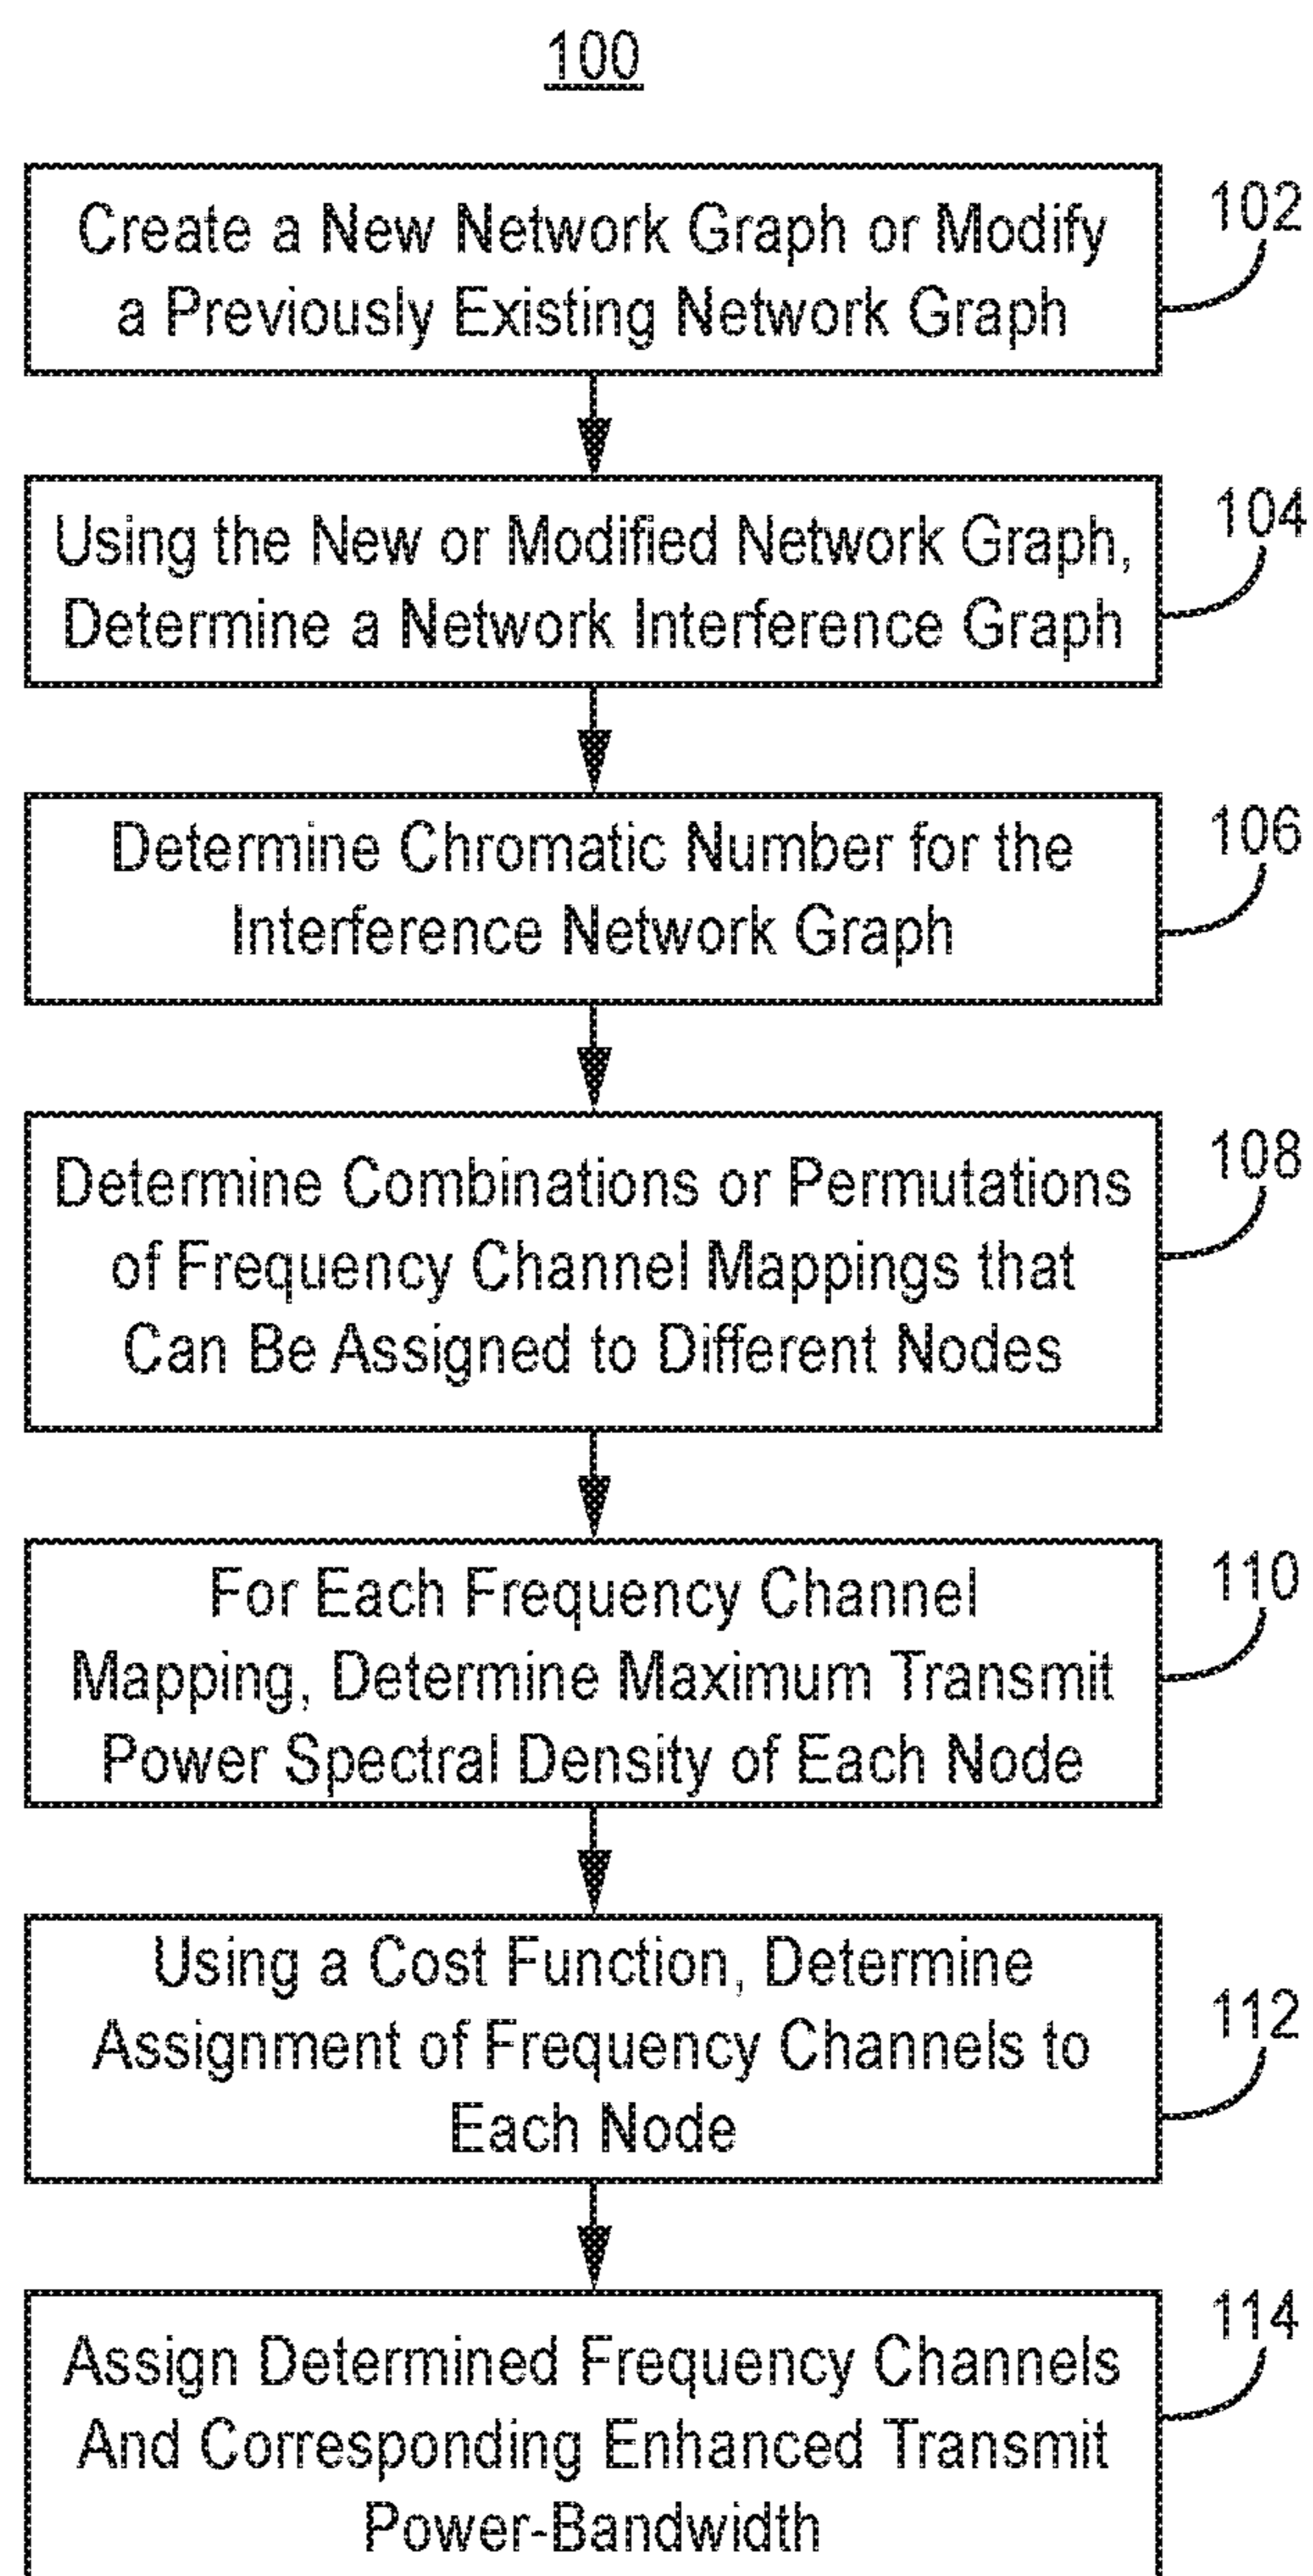 100
Create a New Network Graph or Modify
a Previously Existing Network Graph
102
Using the New or Modified Network Graph,
Determine a Network Interference Graph
104
Determine Chromatic Number for the
Interference Network Graph
106
Determine Combinations or Permutations
of Frequency Channel Mappings that
Can Be Assigned to Different Nodes
108
For Each Frequency Channel
Mapping, Determine Maximum Transmit
Power Spectral Density of Each Node
110
Using a Cost Function, Determine
Assignment of Frequency Channels to
Each Node
112
Assign Determined Frequency Channels
And Corresponding Enhanced Transmit
Power-Bandwidth
114